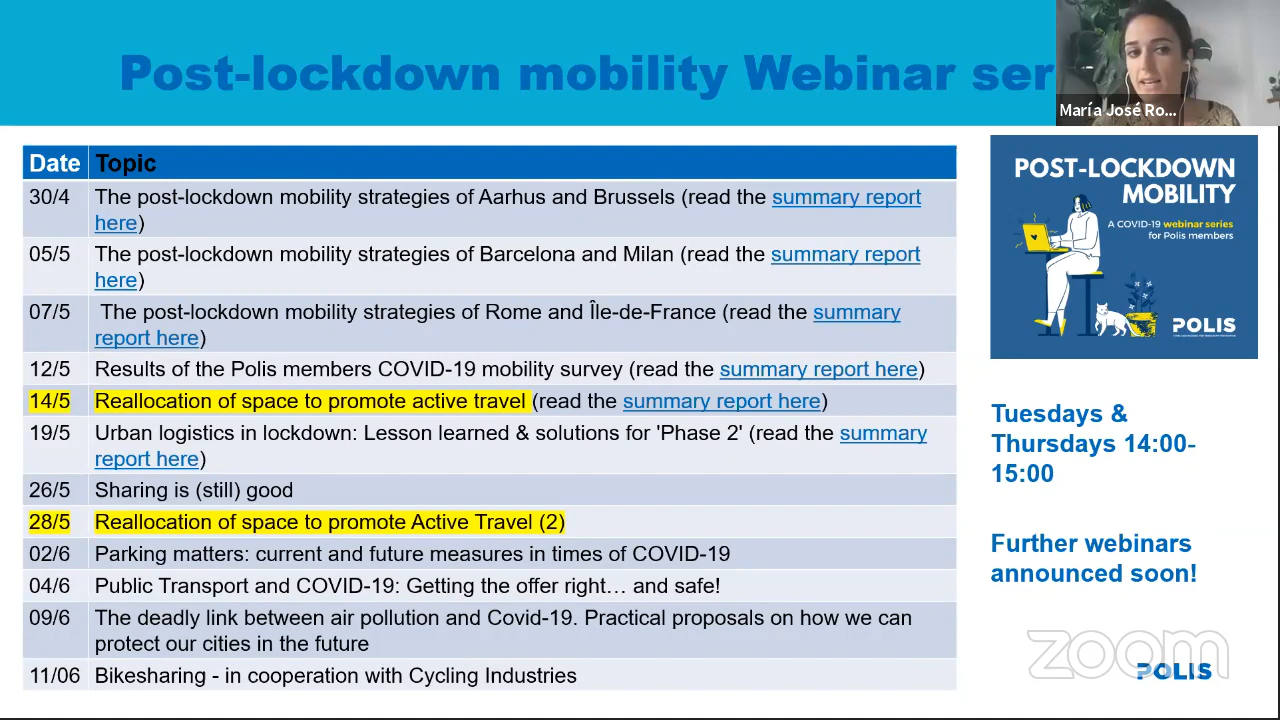 Post-lockdown mobility Webinar ser
María José Ro...
Date Topic
30/4 The post-lockdown mobility strategies of Aarhus and Brussels (read the summary report
here)
05/5 The post-lockdown mobility strategies of Barcelona and Milan (read the summary report
here)
07/5 The post-lockdown mobility strategies of Rome and Île-de-France (read the summary
report here)
12/5 Results of the Polis members COVID-19 mobility survey (read the summary report here)
14/5 Reallocation of space to promote active travel (read the summary report here)
19/5 Urban logistics in lockdown: Lesson learned & solutions for 'Phase 2' (read the summary
report here)
26/5 Sharing is (still) good
28/5 Reallocation of space to promote Active Travel (2)
02/6 Parking matters: current and future measures in times of COVID-19
04/6 Public Transport and COVID-19: Getting the offer right… and safe!
09/6 The deadly link between air pollution and Covid-19. Practical proposals on how we can
protect our cities in the future
11/06 Bikesharing - in cooperation with Cycling Industries
POST-LOCKDOWN
MOBILITY
A COVID-19 webinar series
for Polis members
POLIS
Tuesdays &
Thursdays 14:00-
15:00
Further webinars
announced soon!
zoom
POLIS